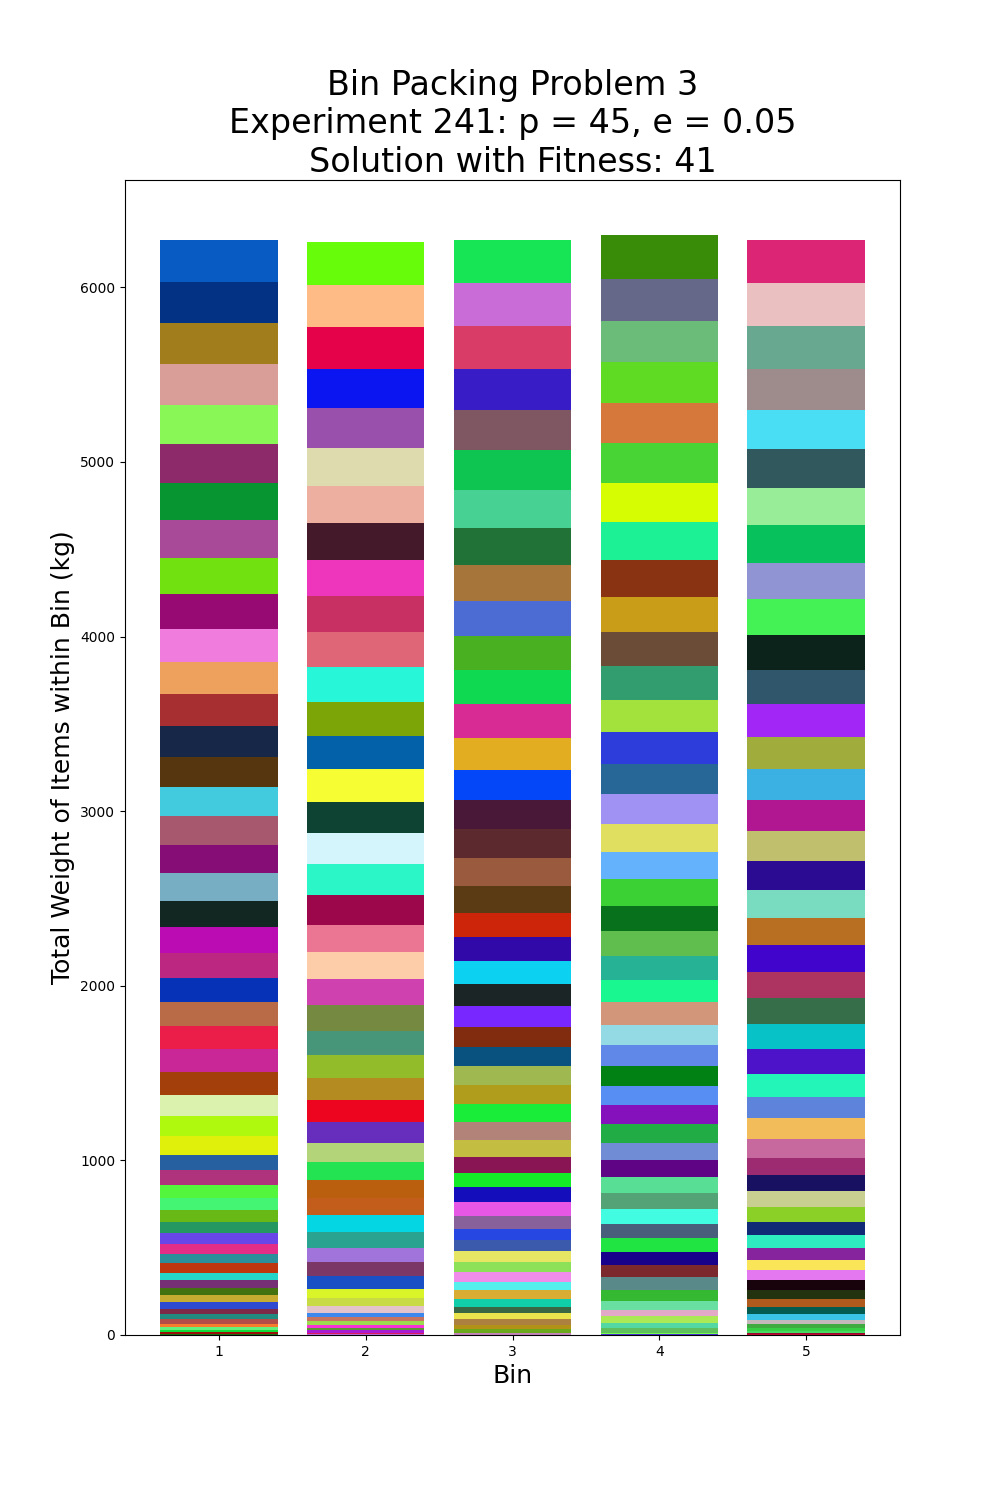 Bin Packing Problem 3
Experiment 241: p = 45, e = 0.05
Solution with Fitness: 41
Total Weight of Items within Bin (kg)
6000
5000
4000
3000
2000
1000
0
1 2 3 4 5
Bin